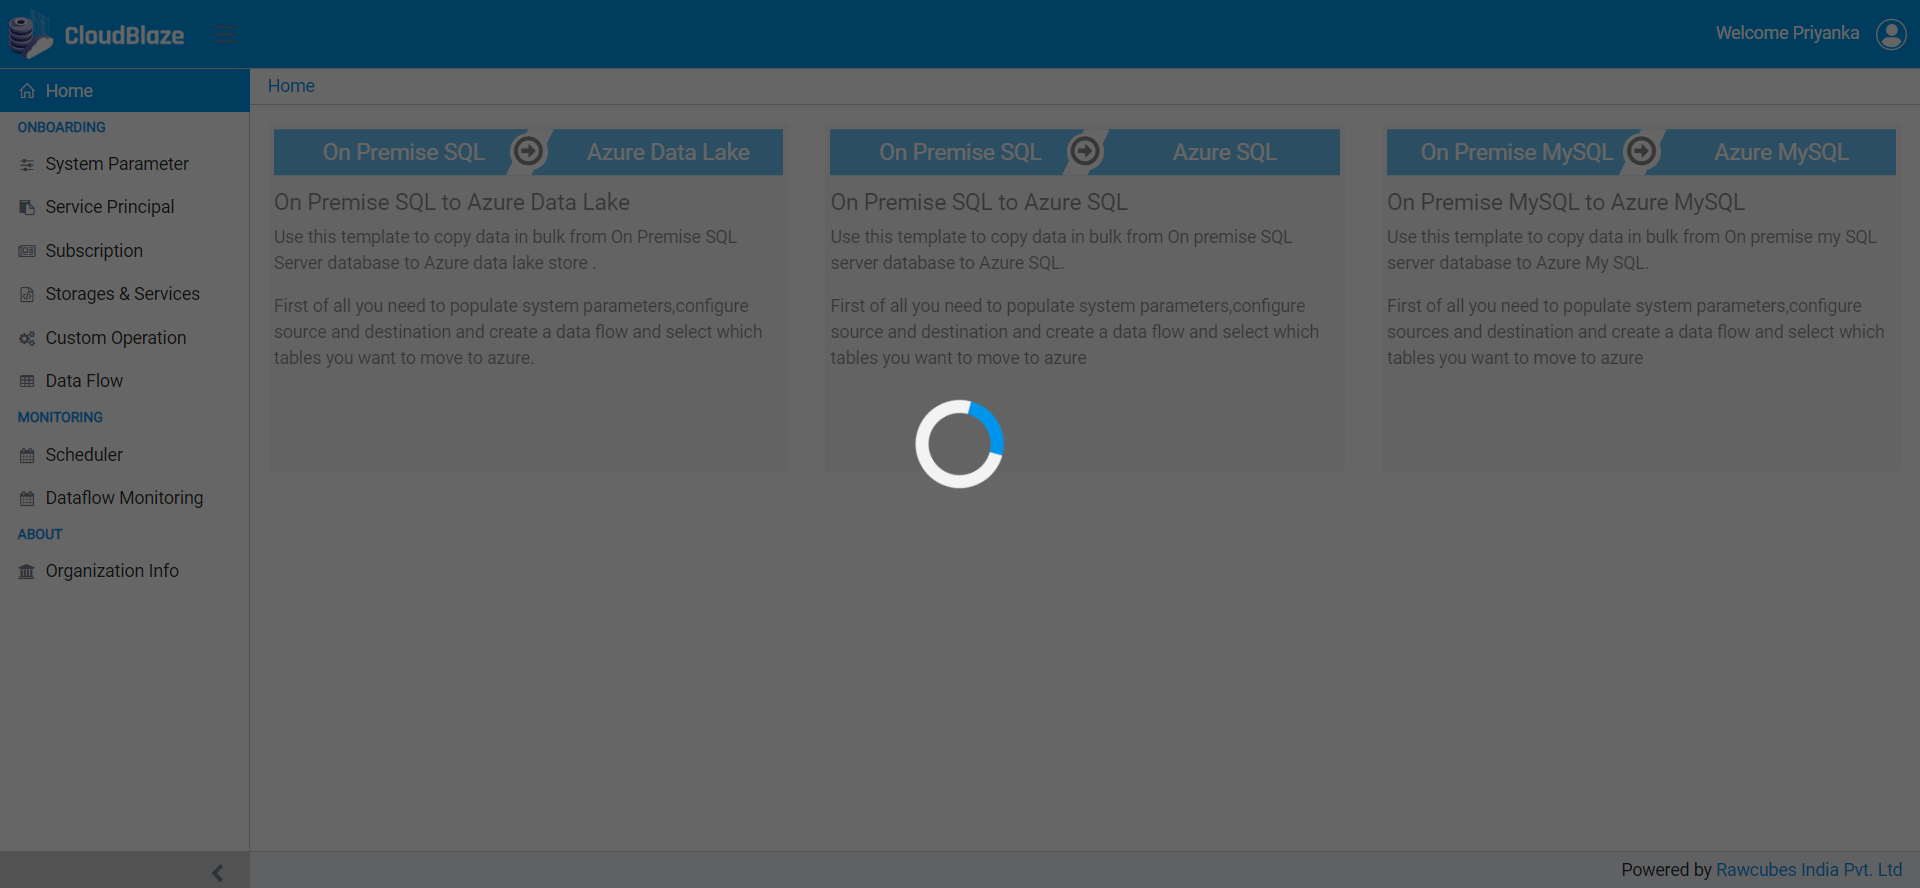 CloudBlaze
Welcome Priyanka
Home
ONBOARDING
System Parameter
Service Principal
Subscription
Storages & Services
Custom Operation
Data Flow
MONITORING
Scheduler
Dataflow Monitoring
ABOUT
Organization Info
Home
On Premise SQL Azure Data Lake
On Premise SQL to Azure Data Lake
Use this template to copy data in bulk from On Premise SQL
Server database to Azure data lake store .
First of all you need to populate system parameters,configure
source and destination and create a data flow and select which
tables you want to move to azure.
On Premise SQL Azure SQL
On Premise SQL to Azure SQL
Use this template to copy data in bulk from On premise SQL
server database to Azure SQL.
First of all you need to populate system parameters,configure
source and destination and create a data flow and select which
tables you want to move to azure
On Premise MySQL Azure MySQL
On Premise MySQL to Azure MySQL
Use this template to copy data in bulk from On premise my SQL
server database to Azure My SQL.
First of all you need to populate system parameters,configure
sources and destination and create a data flow and select which
tables you want to move to azure
Powered by Rawcubes India Pvt. Ltd